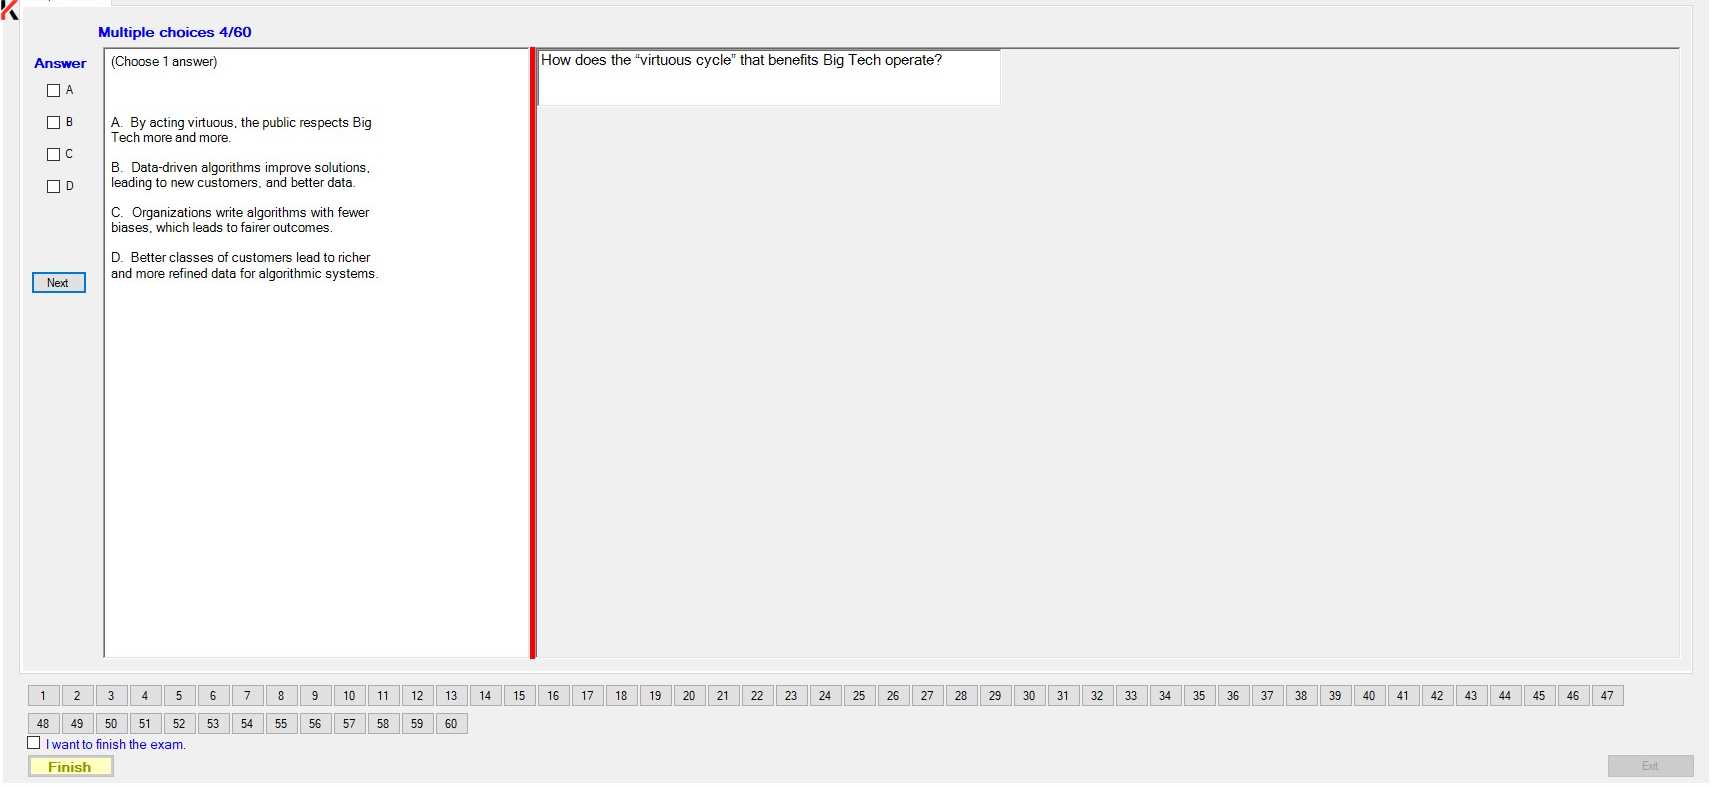 Multiple choices 4/60
Answer
A
B
C
D
Next
(Choose 1 answer)
A. By acting virtuous, the public respects Big
Tech more and more.
B. Data-driven algorithms improve solutions,
leading to new customers, and better data.
C. Organizations write algorithms with fewer
biases, which leads to fairer outcomes.
D. Better classes of customers lead to richer
and more refined data for algorithmic systems.
How does the “virtuous cycle” that benefits Big Tech operate?
1 2 3 4 5 6 7 8 9 10 11 12 13 14 15 16 17 18 19 20 21 22 23 24 25 26 27 28 29 30 31 32 33 34 35 36 37 38 39 40 41 42 43 44 45 46 47
48 49 50 51 52 53 54 55 56 57 58 59 60
I want to finish the exam.
Finish
Exit